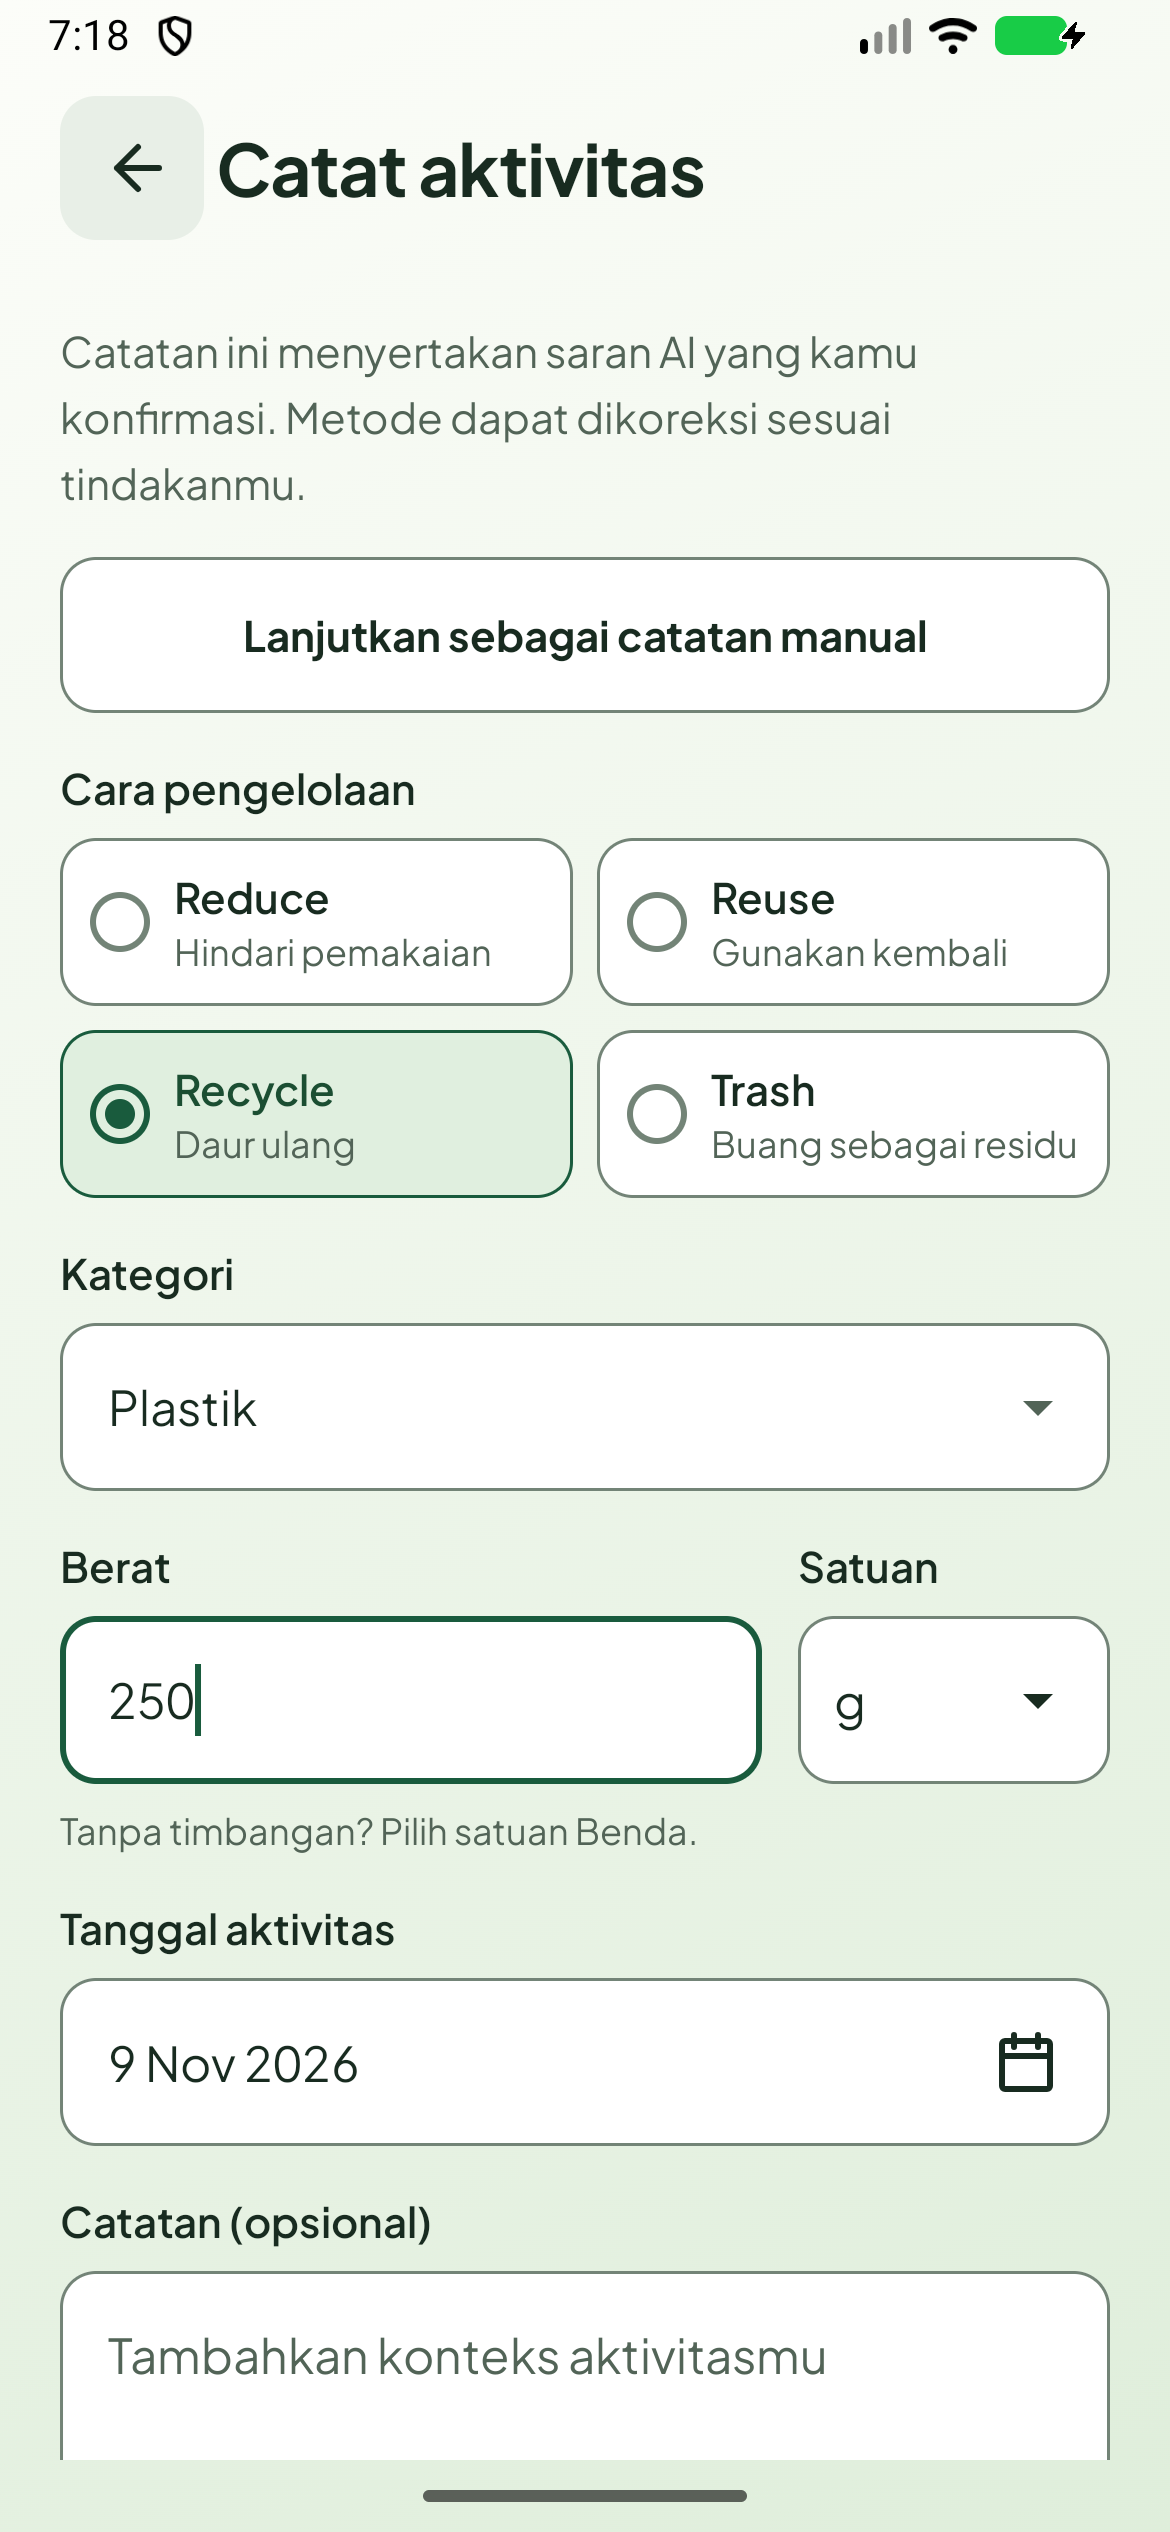 7:18
Catat aktivitas
Catatan ini menyertakan saran AI yang kamu
konfirmasi. Metode dapat dikoreksi sesuai
tindakanmu.
Lanjutkan sebagai catatan manual
Cara pengelolaan
Reduce
Hindari pemakaian
Reuse
Gunakan kembali
Recycle
Daur ulang
Trash
Buang sebagai residu
Kategori
Plastik
Berat
Satuan
250
g
Tanpa timbangan? Pilih satuan Benda.
Tanggal aktivitas
9 Nov 2026
Catatan (opsional)
Tambahkan konteks aktivitasmu